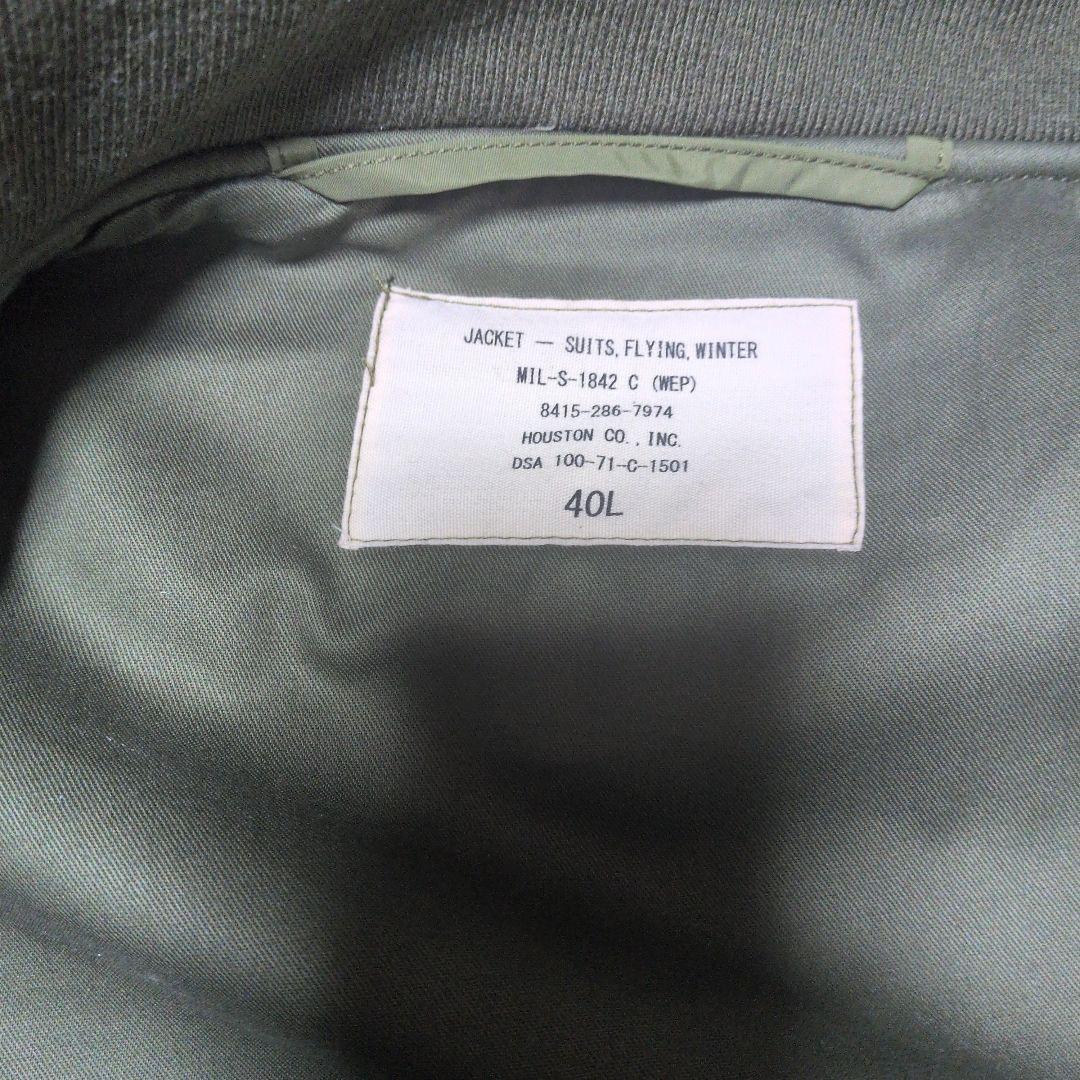 JACKET — SUITS, FLYING, WINTER
MIL-S-1842 C (WEP)
8415-286-7974
HOUSTON CO., INC.
DSA 100-71-C-1501
40L